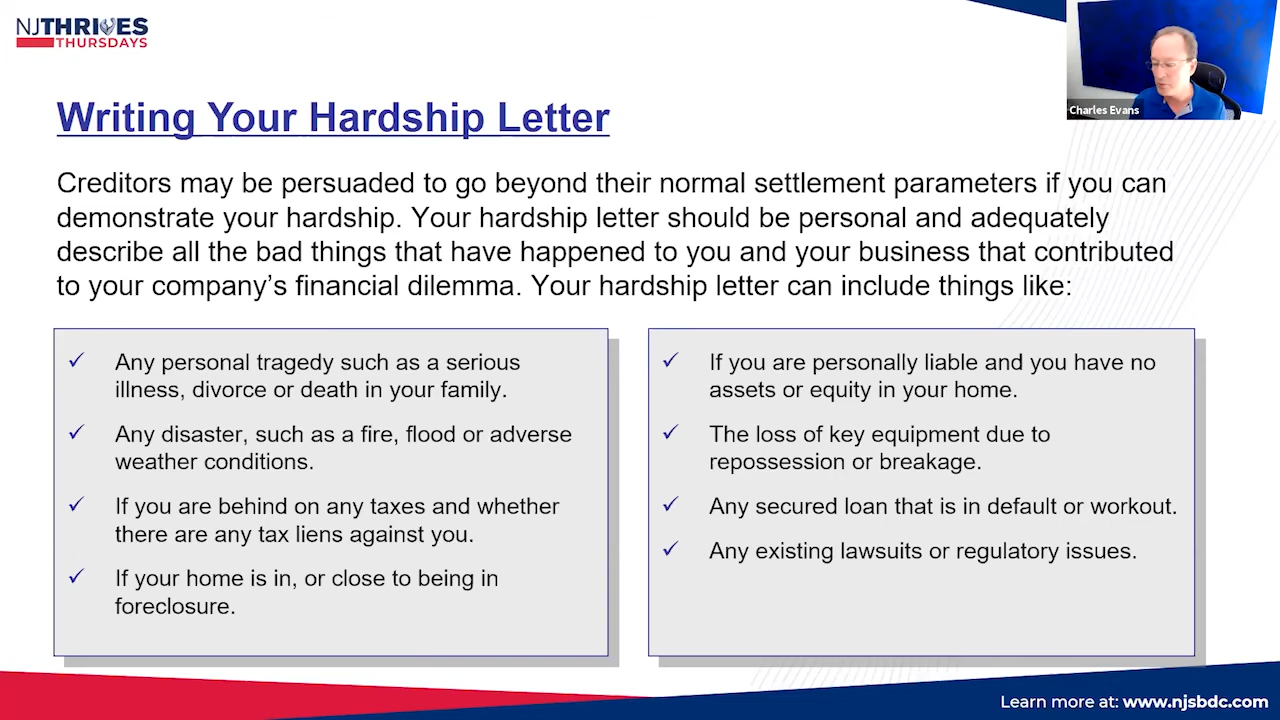 NJTHRIVES
THURSDAYS
Charles Evans
Writing Your Hardship Letter
Creditors may be persuaded to go beyond their normal settlement parameters if you can
demonstrate your hardship. Your hardship letter should be personal and adequately
describe all the bad things that have happened to you and your business that contributed
to your company’s financial dilemma. Your hardship letter can include things like:
Any personal tragedy such as a serious
illness, divorce or death in your family.
Any disaster, such as a fire, flood or adverse
weather conditions.
If you are behind on any taxes and whether
there are any tax liens against you.
If your home is in, or close to being in
foreclosure.
If you are personally liable and you have no
assets or equity in your home.
The loss of key equipment due to
repossession or breakage.
Any secured loan that is in default or workout.
Any existing lawsuits or regulatory issues.
Learn more at: www.njsbdc.com